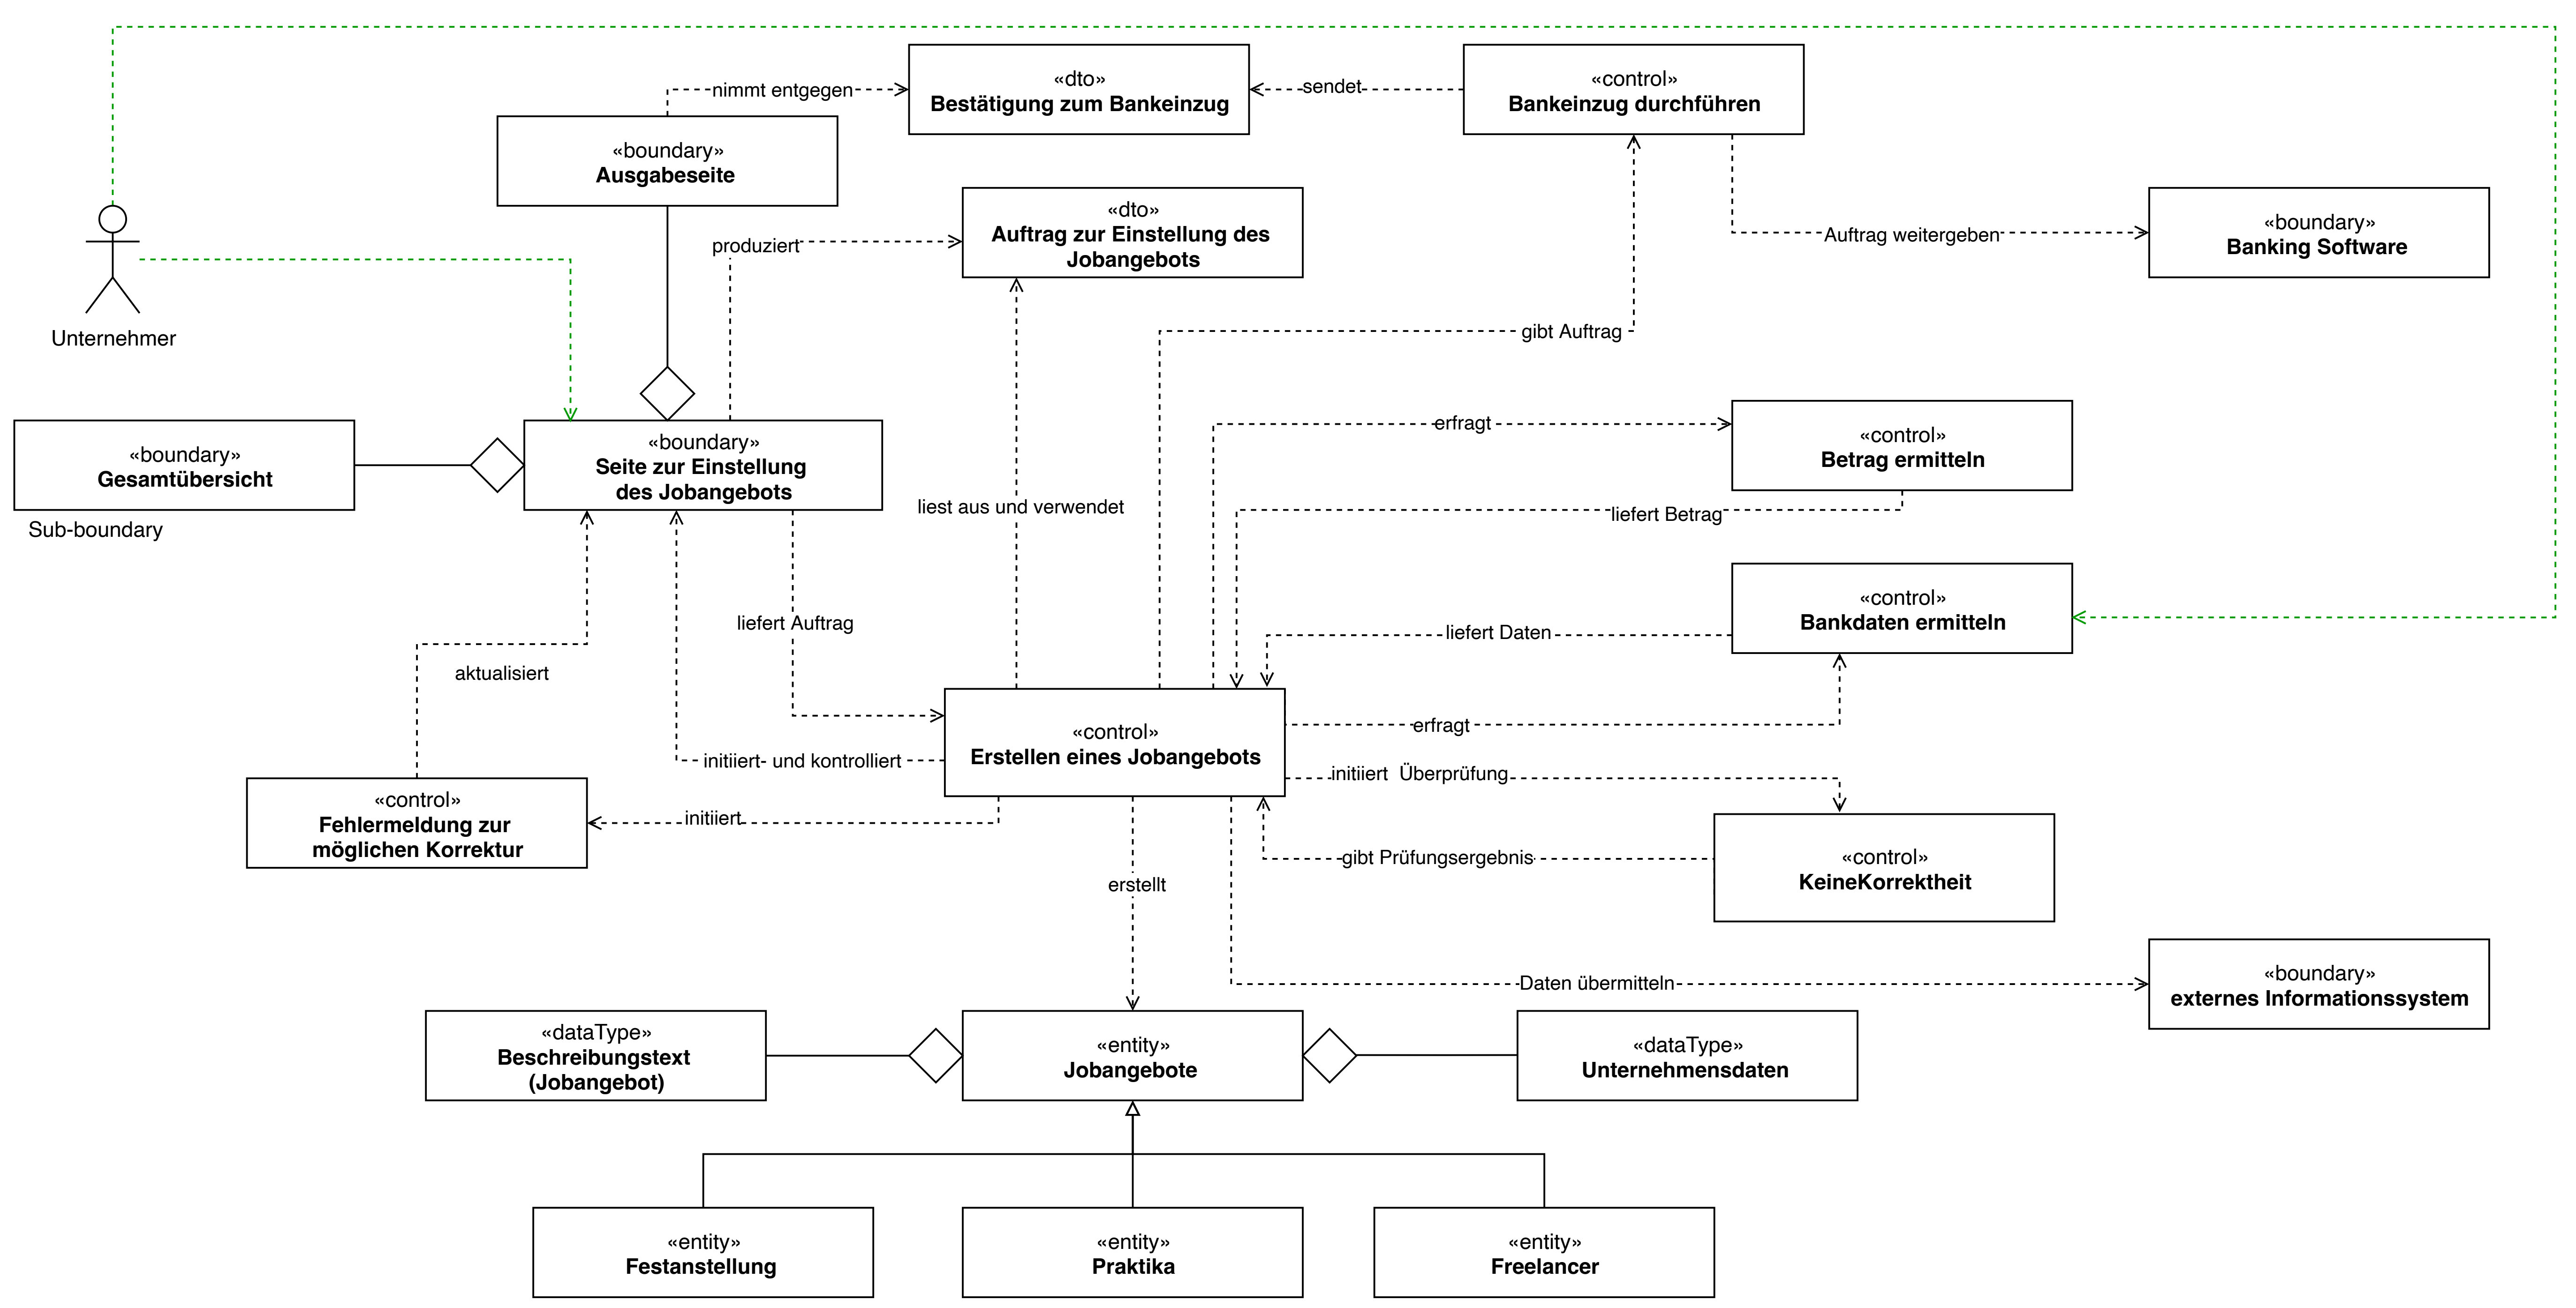 «dto»
Bestätigung zum Bankeinzug
«control»
Bankeinzug durchführen
nimmt entgegen
sendet
«boundary»
Ausgabeseite
«dto»
Auftrag zur Einstellung des
Jobangebots
«boundary»
Banking Software
produziert
Auftrag weitergeben
Unternehmer
gibt Auftrag
«boundary»
Gesamtübersicht
Sub-boundary
«boundary»
Seite zur Einstellung
des Jobangebots
erfragt
«control»
Betrag ermitteln
liest aus und verwendet
liefert Betrag
«control»
Bankdaten ermitteln
liefert Auftrag
liefert Daten
aktualisiert
«control»
Erstellen eines Jobangebots
erfragt
initiiert- und kontrolliert
initiiert  Überprüfung
«control»
Fehlermeldung zur
möglichen Korrektur
initiiert
gibt Prüfungsergebnis
«control»
KeineKorrektheit
erstellt
Daten übermitteln
«boundary»
externes Informationssystem
«dataType»
Beschreibungstext
(Jobangebot)
«entity»
Jobangebote
«dataType»
Unternehmensdaten
«entity»
Festanstellung
«entity»
Praktika
«entity»
Freelancer